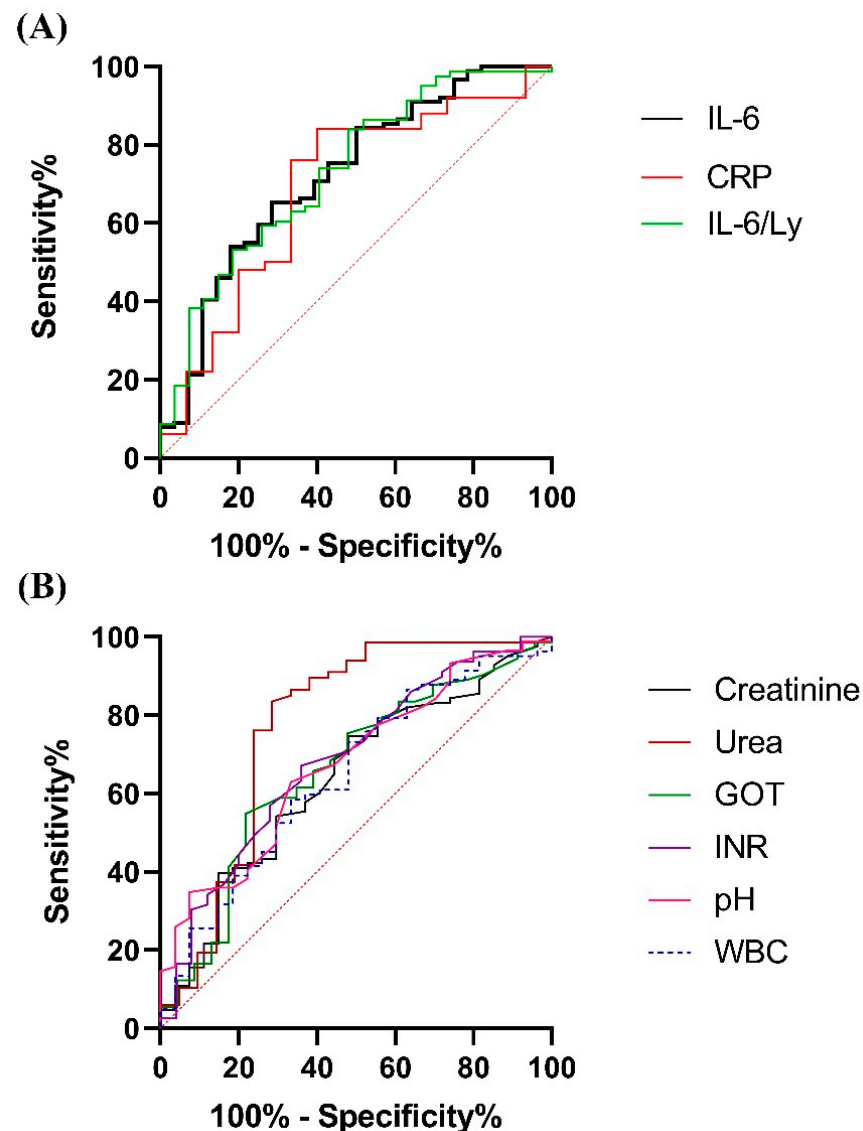 (A)
100
80
60
40
20
0
Sensitivity%
0 20 40 60 80 100
100% - Specificity%
IL-6
CRP
IL-6/Ly
(B)
100
80
60
40
20
0
Sensitivity%
0 20 40 60 80 100
100% - Specificity%
Creatinine
Urea
GOT
INR
pH
WBC